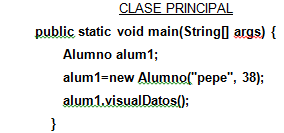 CLASE PRINCIPAL
public static void main(String[] args) {
Alumno alum1;
alum1=new Alumno("pepe", 38);
alum1.visualDatos();
}